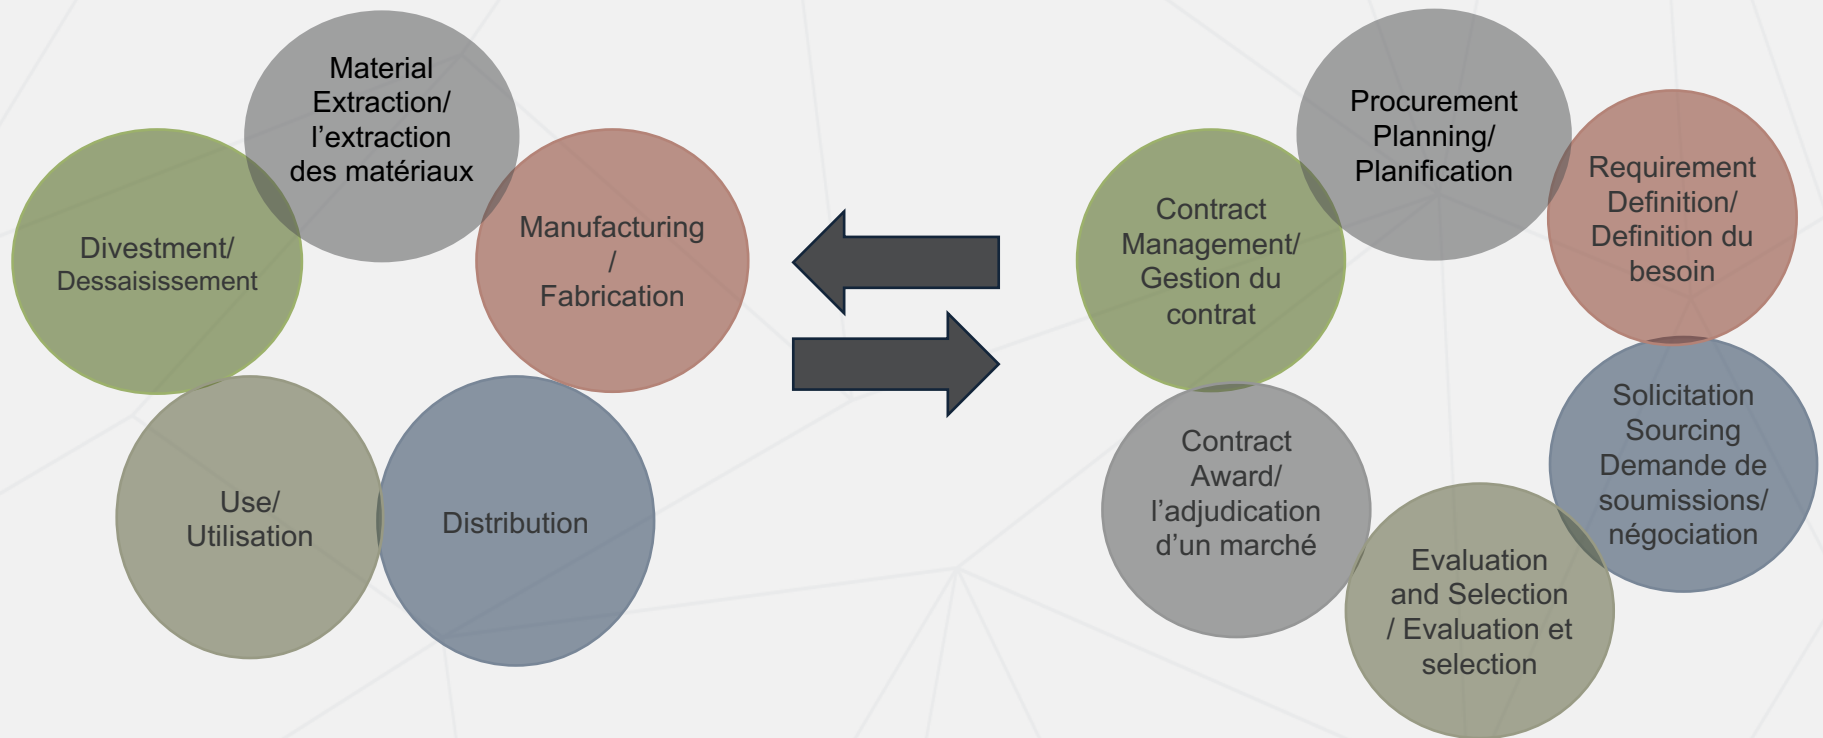 Material
Extraction/
l’extraction
des matériaux
Manufacturing
/
Fabrication
Distribution
Use/
Utilisation
Divestment/
Dessaisissement
Procurement
Planning/
Planification
Requirement
Definition/
Definition du
besoin
Solicitation
Sourcing
Demande de
soumissions/
négociation
Evaluation
and Selection
/ Evaluation et
selection
Contract
Award/
l’adjudication
d’un marché
Contract
Management/
Gestion du
contrat